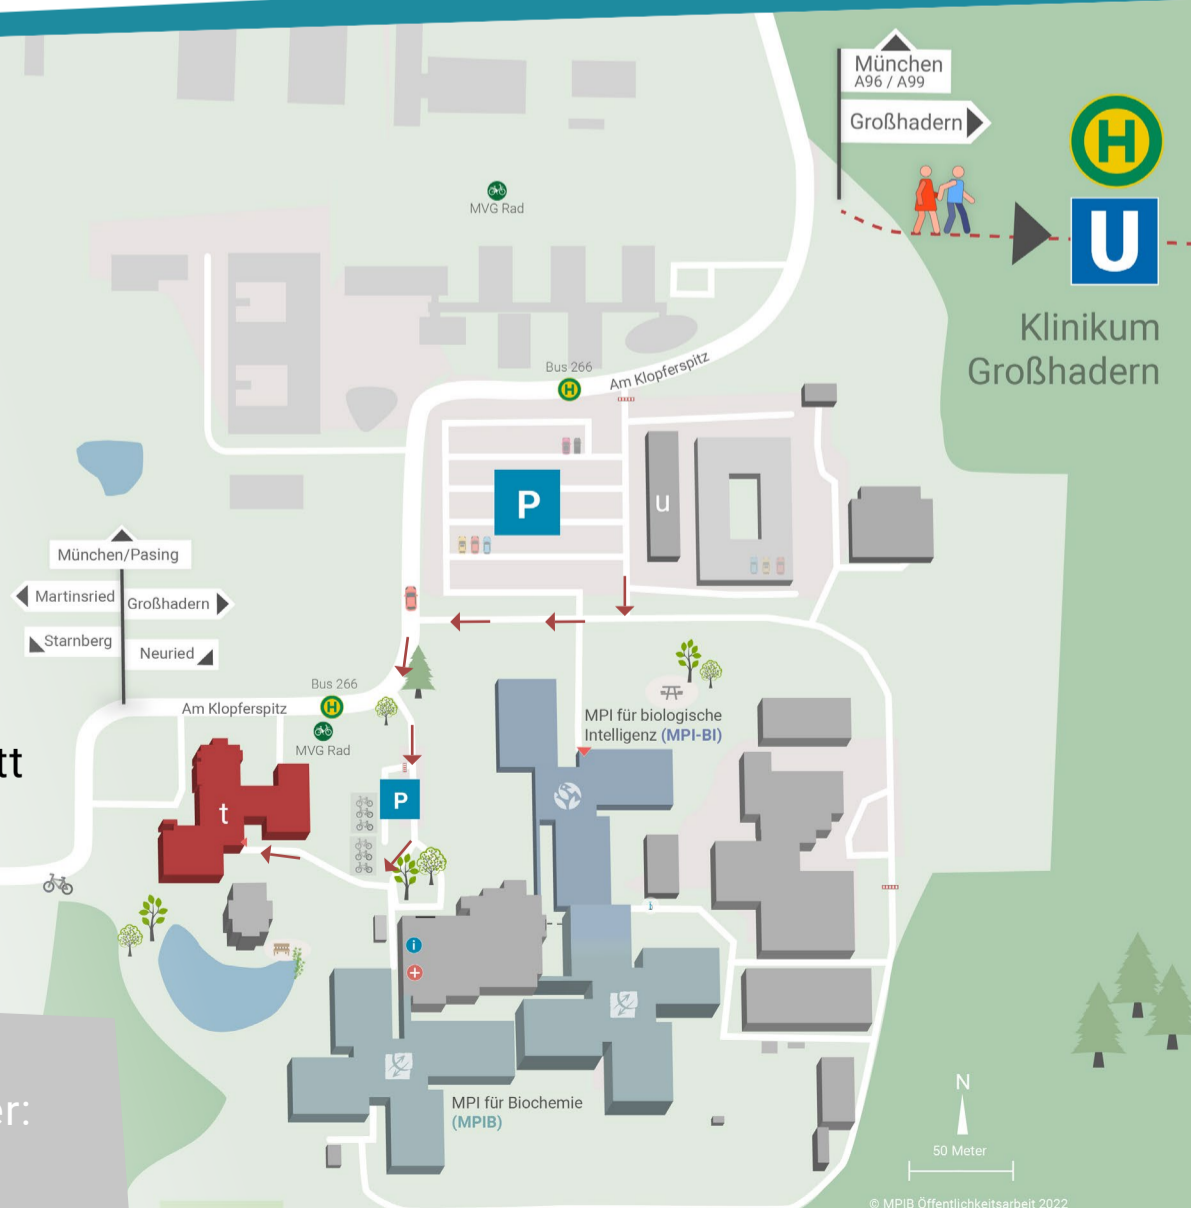 München
A96 / A99
Großhadern
H
U
Klinikum
Großhadern
MVG Rad
Bus 266
H
Am Klopferspitz
P
u
München/Pasing
Martinsried
Großhadern
Starnberg
Neuried
Bus 266
Am Klopferspitz
H
MVG Rad
MPI für biologische
Intelligenz (MPI-BI)
tt
t
P
i
MPI für Biochemie
(MPIB)
er:
N
50 Meter
© MPIB Öffentlichkeitsarbeit 2022